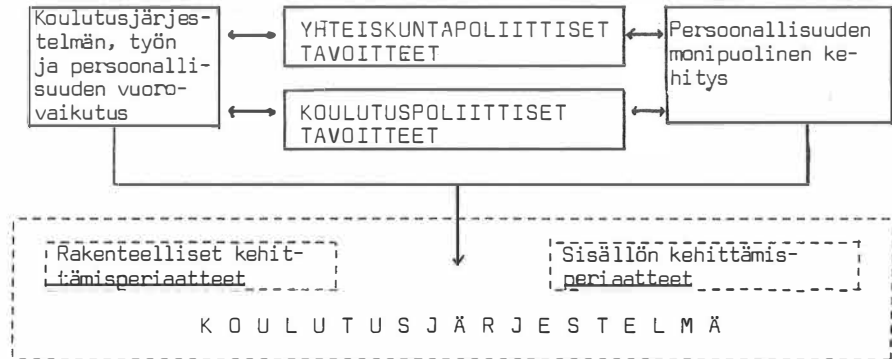 Koulutusjärjes-
telmän, työn
ja persoonalli-
suuden vuoro-
vaikutus
YHTEISKUNTAPOLIITTISET
TAVOITTEET
KOULUTUSPOLIITTISET
TAVOITTEET
Persoonallisuuden
monipuolinen ke-
hitys
Rakenteelliset kehit-
tämisperiaatteet
Sisällön kehittämis-
periaatteet
KOULUTUSJÄRJESTELMÄ